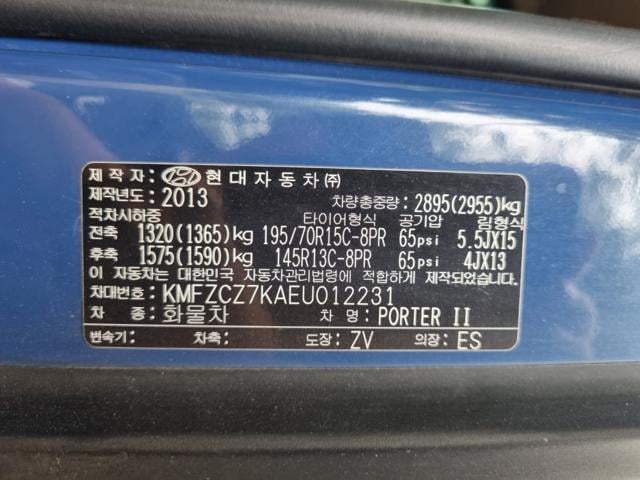 제 작 자: 현대자동차(주)
제작년도: 2013 차량총중량: 2895(2955)kg
적차시하중 타이어형식 공기압 림형식
전축 1320(1365)kg 195/70R15C-8PR 65psi 5.5JX15
후축 1575(1590)kg 145R13C-8PR 65psi 4JX13
이 자동차는 대한민국 자동차관리법령에 적합하게 제작되었습니다.
차대번호: KMFZCZ7KAEU012231
차 종: 화물차 차 명: PORTER II
변속기: 차축: 도장: ZV 의장: ES